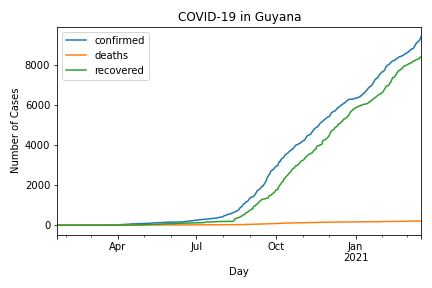 COVID-19 in Guyana
confirmed
deaths
recovered
Number of Cases
8000
6000
4000
2000
0
Apr
Jul
Oct
Jan
2021
Day